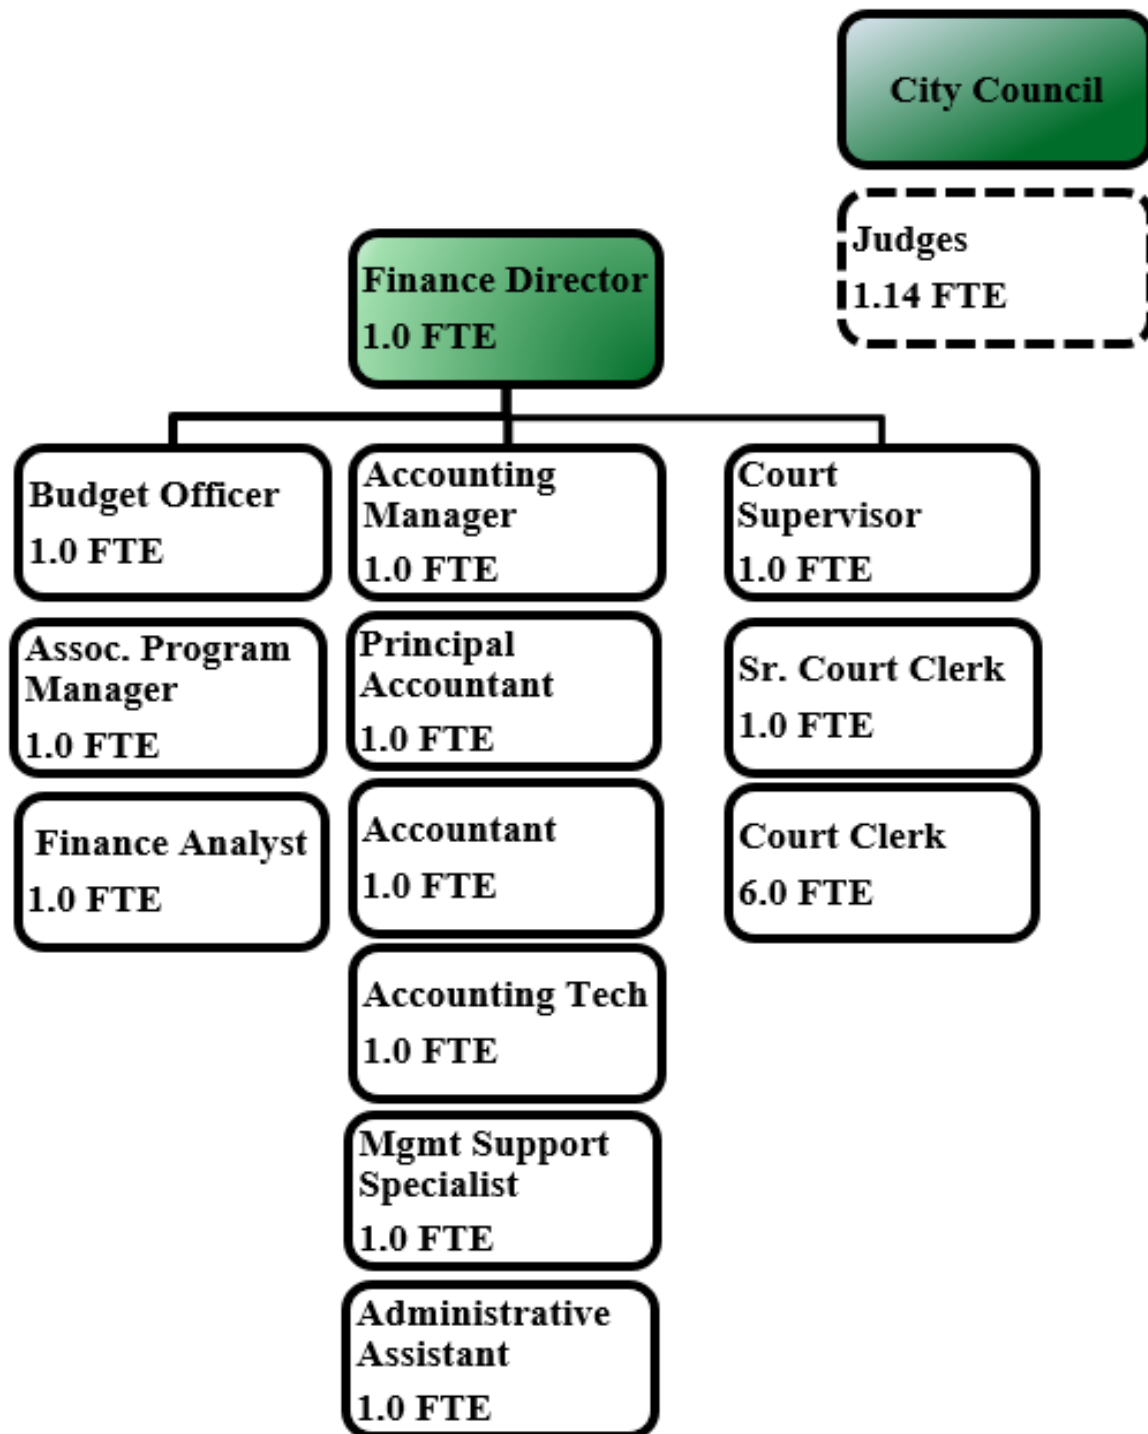 City Council
Judges
1.14 FTE
Finance Director
1.0 FTE
Budget Officer
1.0 FTE
Assoc. Program
Manager
1.0 FTE
Finance Analyst
1.0 FTE
Accounting
Manager
1.0 FTE
Principal
Accountant
1.0 FTE
Accountant
1.0 FTE
Accounting Tech
1.0 FTE
Mgmt Support
Specialist
1.0 FTE
Administrative
Assistant
1.0 FTE
Court
Supervisor
1.0 FTE
Sr. Court Clerk
1.0 FTE
Court Clerk
6.0 FTE